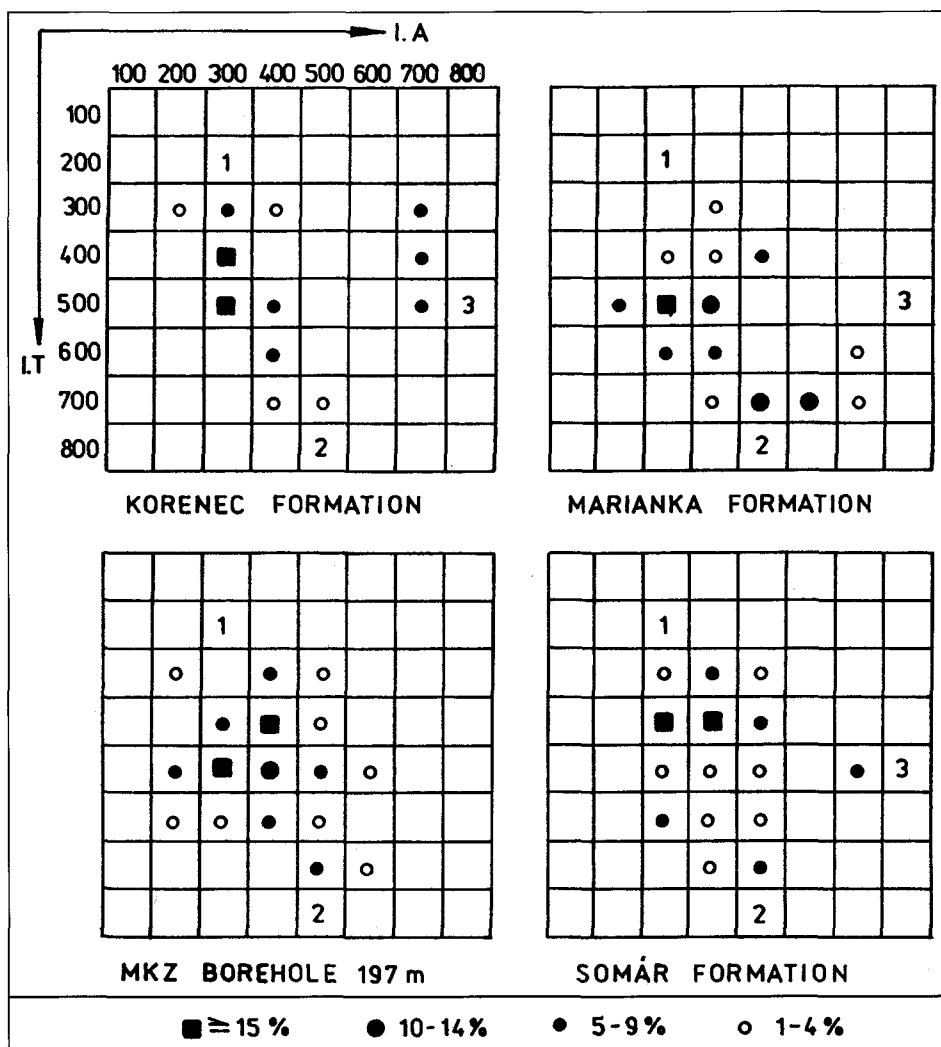 I.A
100 200 300 400 500 600 700 800
100
200 1 1
300
400
500 3 3
I.T
600
700
800 2 2
KORENEC FORMATION MARIANKA FORMATION
1 1
3
2 2
MKZ BOREHOLE 197 m SOMÁR FORMATION
≥ 15 % 10-14% 5-9% 1-4%